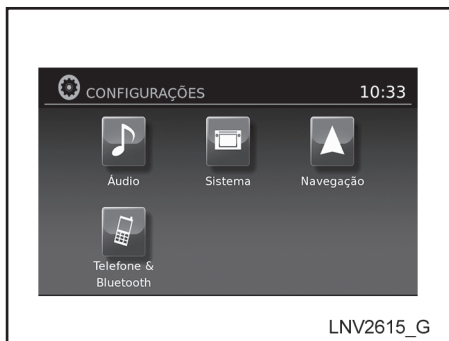 CONFIGURAÇÕES 10:33
Áudio Sistema Navegação
Telefone &
Bluetooth
LNV2615_G